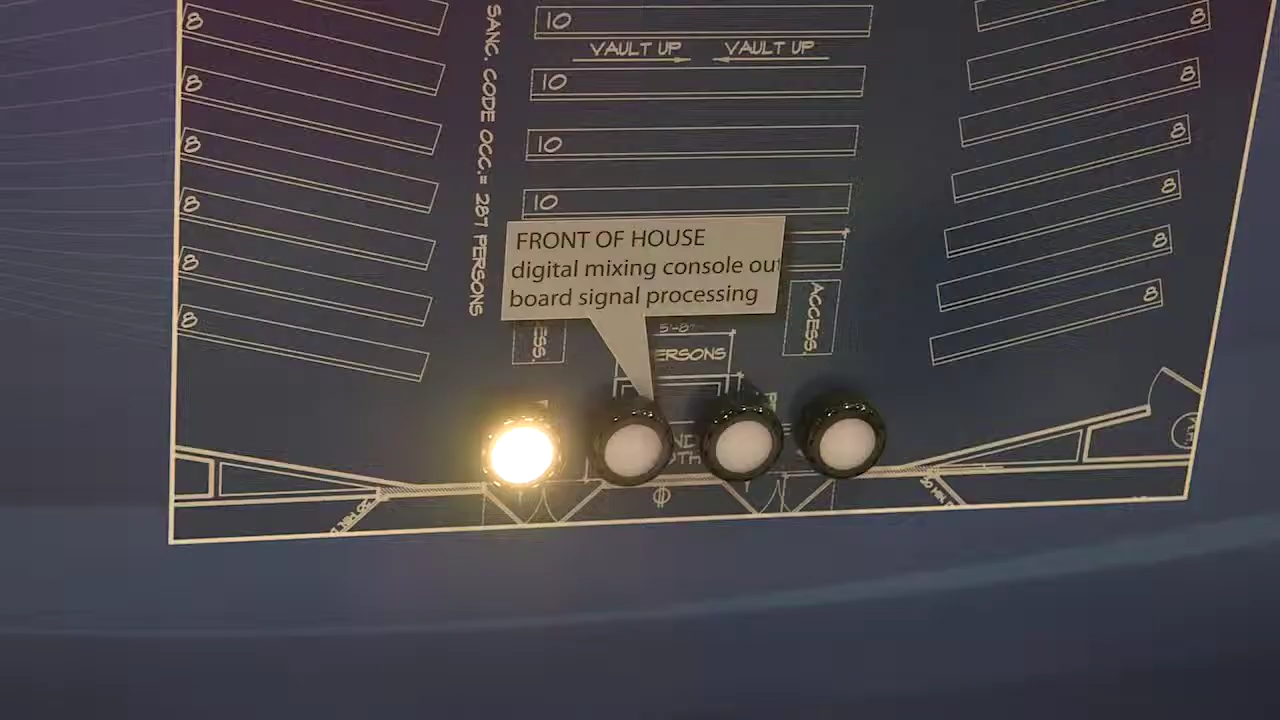 8
10
8
VAULT UP
VAULT UP
8
10
8
8
10
8
8
10
8
8
8
8
8
SANC. CODE OCC. = 287 PERSONS
FRONT OF HOUSE
digital mixing console out
board signal processing
ACCESS.
ESS.
5'-8"
ERSONS